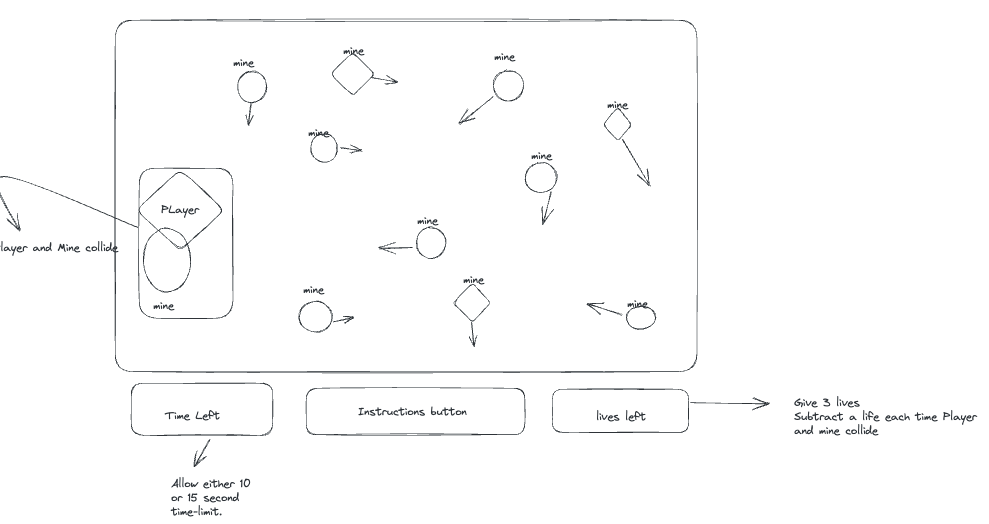 mine
mine
mine
mine
mine
mine
PLayer
layer and Mine collide
mine
mine
mine
mine
mine
Time Left
Instructions button
lives left
Give 3 lives
Subtract a life each time Player
and mine collide
Allow either 10
or 15 second
time-limit.